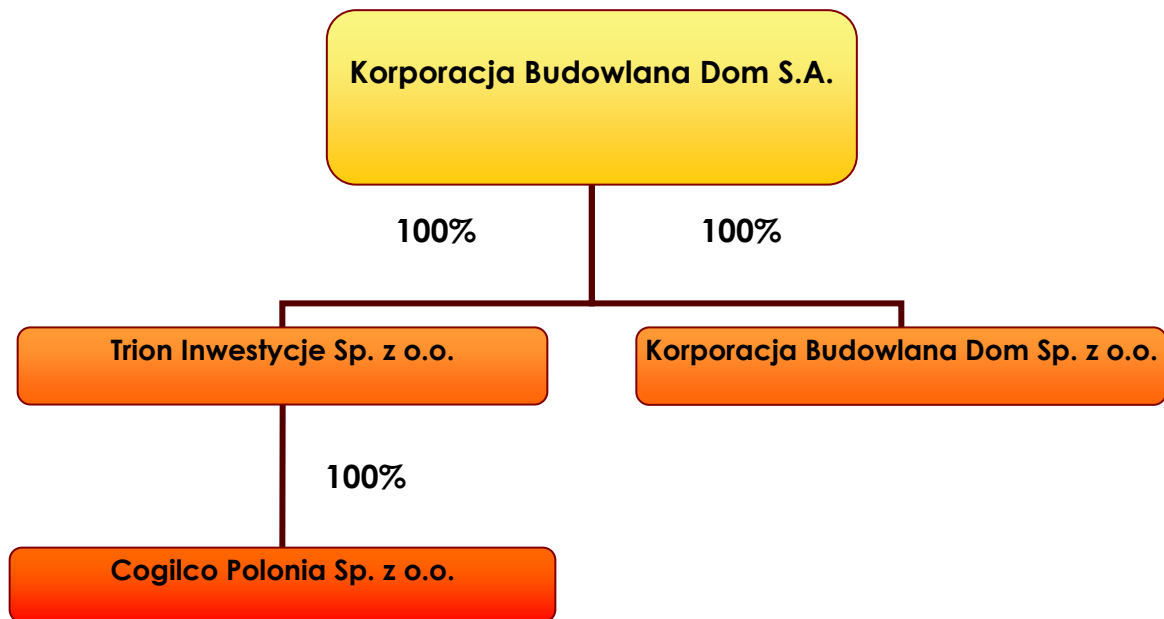 Korporacja Budowlana Dom S.A.
100%
100%
Trion Inwestycje Sp. z o.o.
Korporacja Budowlana Dom Sp. z o.o.
100%
Cogilco Polonia Sp. z o.o.